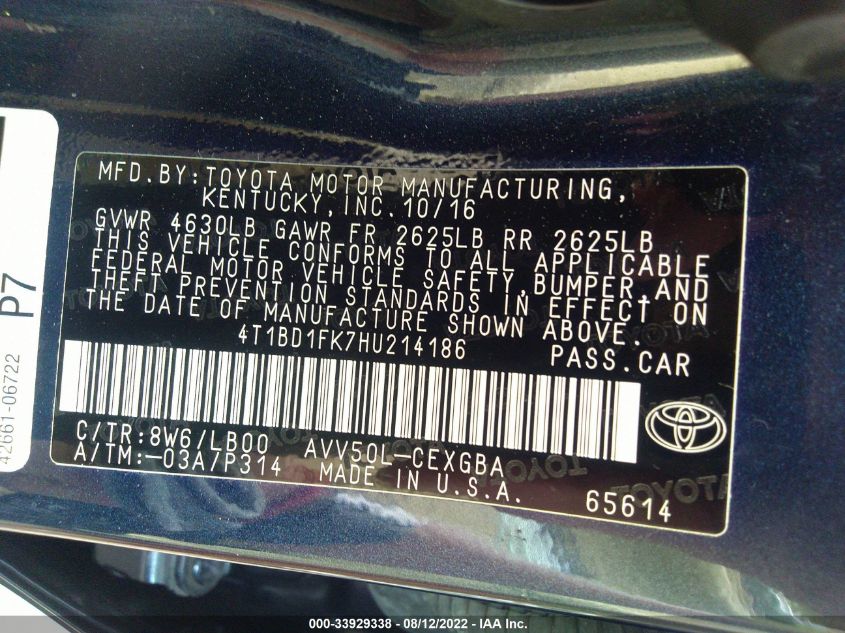 MFD.BY:TOYOTA MOTOR MANUFACTURING,
KENTUCKY,INC.10/16
GVWR 4630LB GAWR FR 2625LB RR 2625LB
THIS VEHICLE CONFORMS TO ALL APPLICABLE
FEDERAL MOTOR VEHICLE SAFETY,BUMPER,AND
THEFT PREVENTION STANDARDS IN EFFECT ON
THE DATE OF MANUFACTURE SHOWN ABOVE.
4T1BD1FK7HU214186 PASS.CAR
C/TR:8W6/LB00 AVV50L-CEXGBA
A/TM:-03A/P314 MADE IN U.S.A.
65614
P7
42661-06722
000-33929338 - 08/12/2022 - IAA Inc.